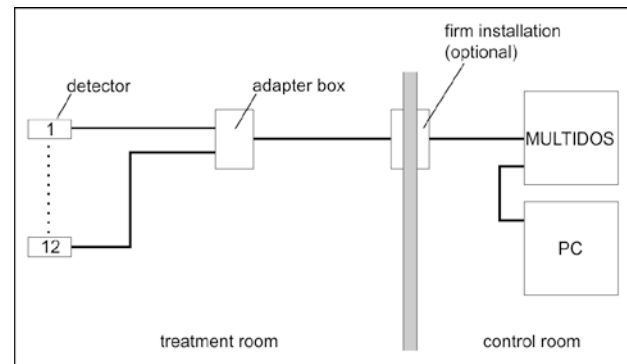 firm installation
(optional)
detector
adapter box
1
MULTIDOS
12
PC
treatment room
control room